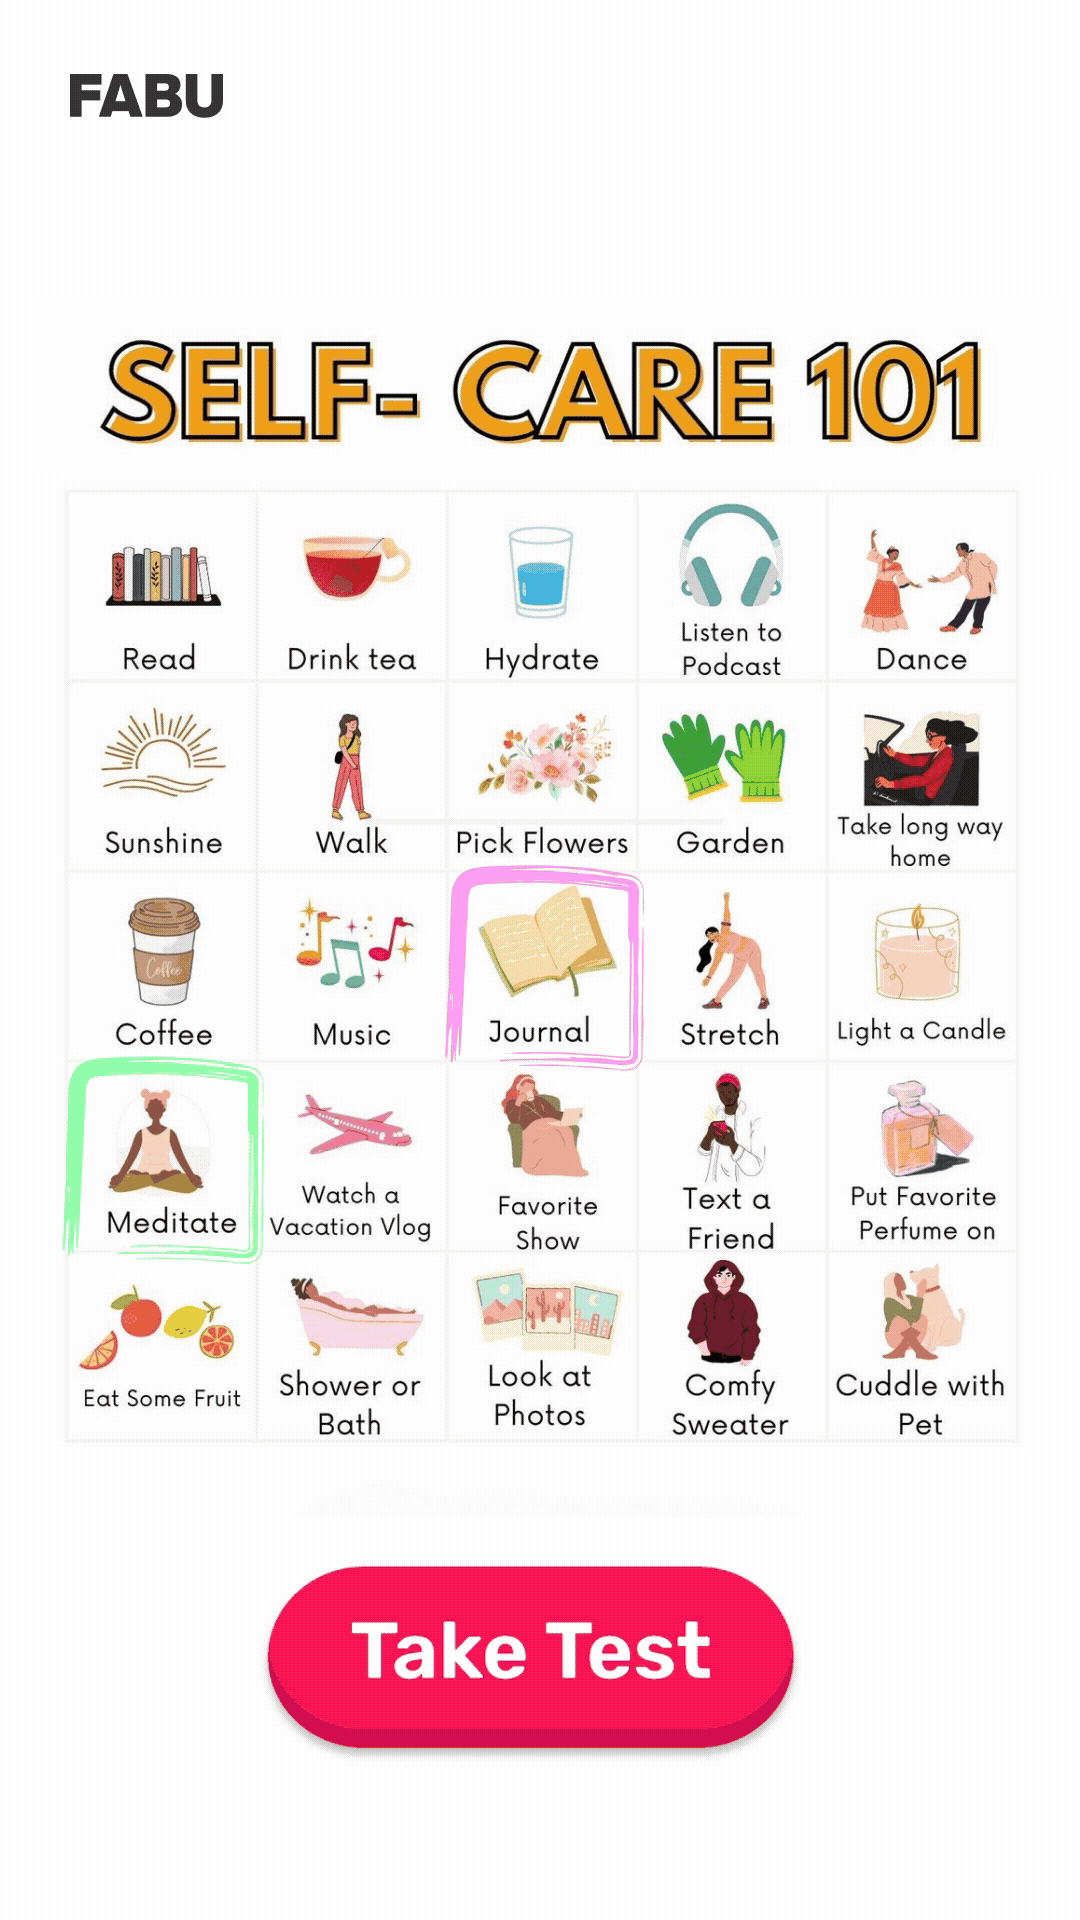 FABU
SELF- CARE 101
Read
Drink tea
Hydrate
Listen to
Podcast
Dance
Sunshine
Walk
Pick Flowers
Garden
Take long way
home
Coffee
Coffee
Music
Journal
Stretch
Light a Candle
Meditate
Watch a
Vacation Vlog
Favorite
Show
Text a
Friend
Put Favorite
Perfume on
Eat Some Fruit
Shower or
Bath
Look at
Photos
Comfy
Sweater
Cuddle with
Pet
Take Test